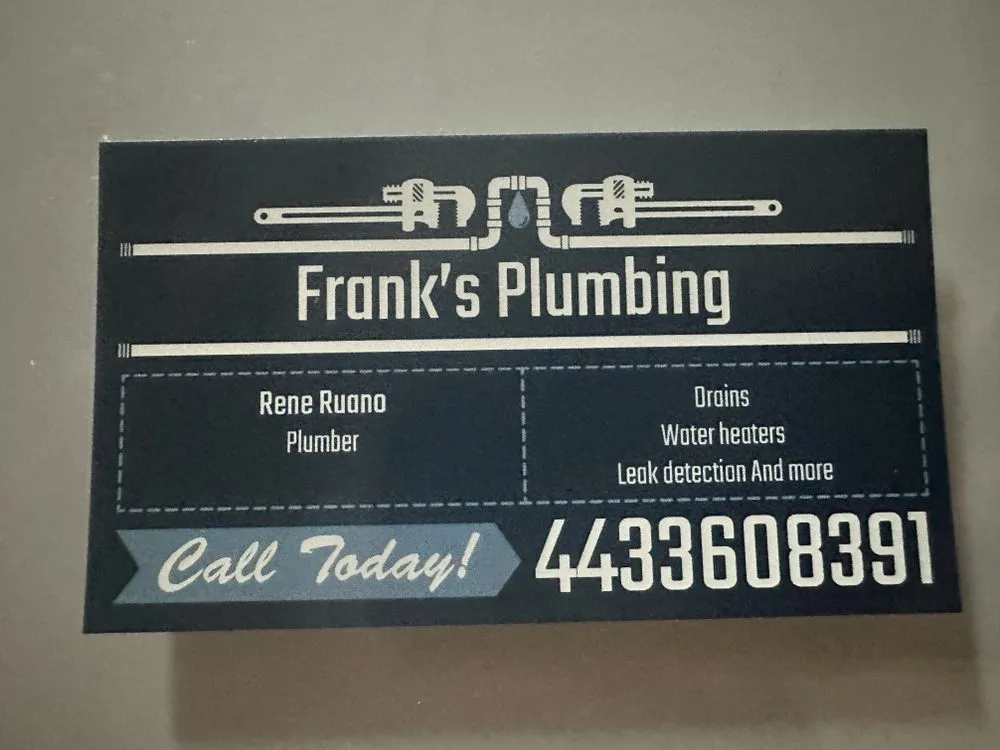 Frank's Plumbing
Rene Ruano
Plumber
Drains
Water heaters
Leak detection And more
Call Today!
4433608391